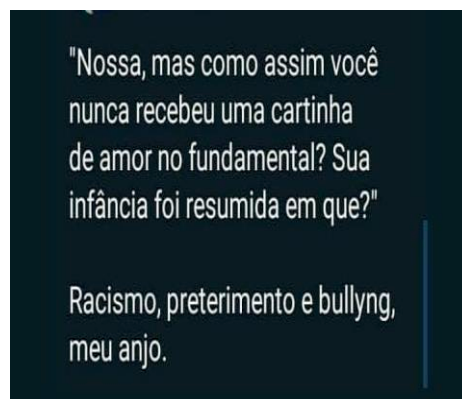 "Nossa, mas como assim você
nunca recebeu uma cartinha
de amor no fundamental? Sua
infância foi resumida em que?"
Racismo, preterimento e bullyng,
meu anjo.